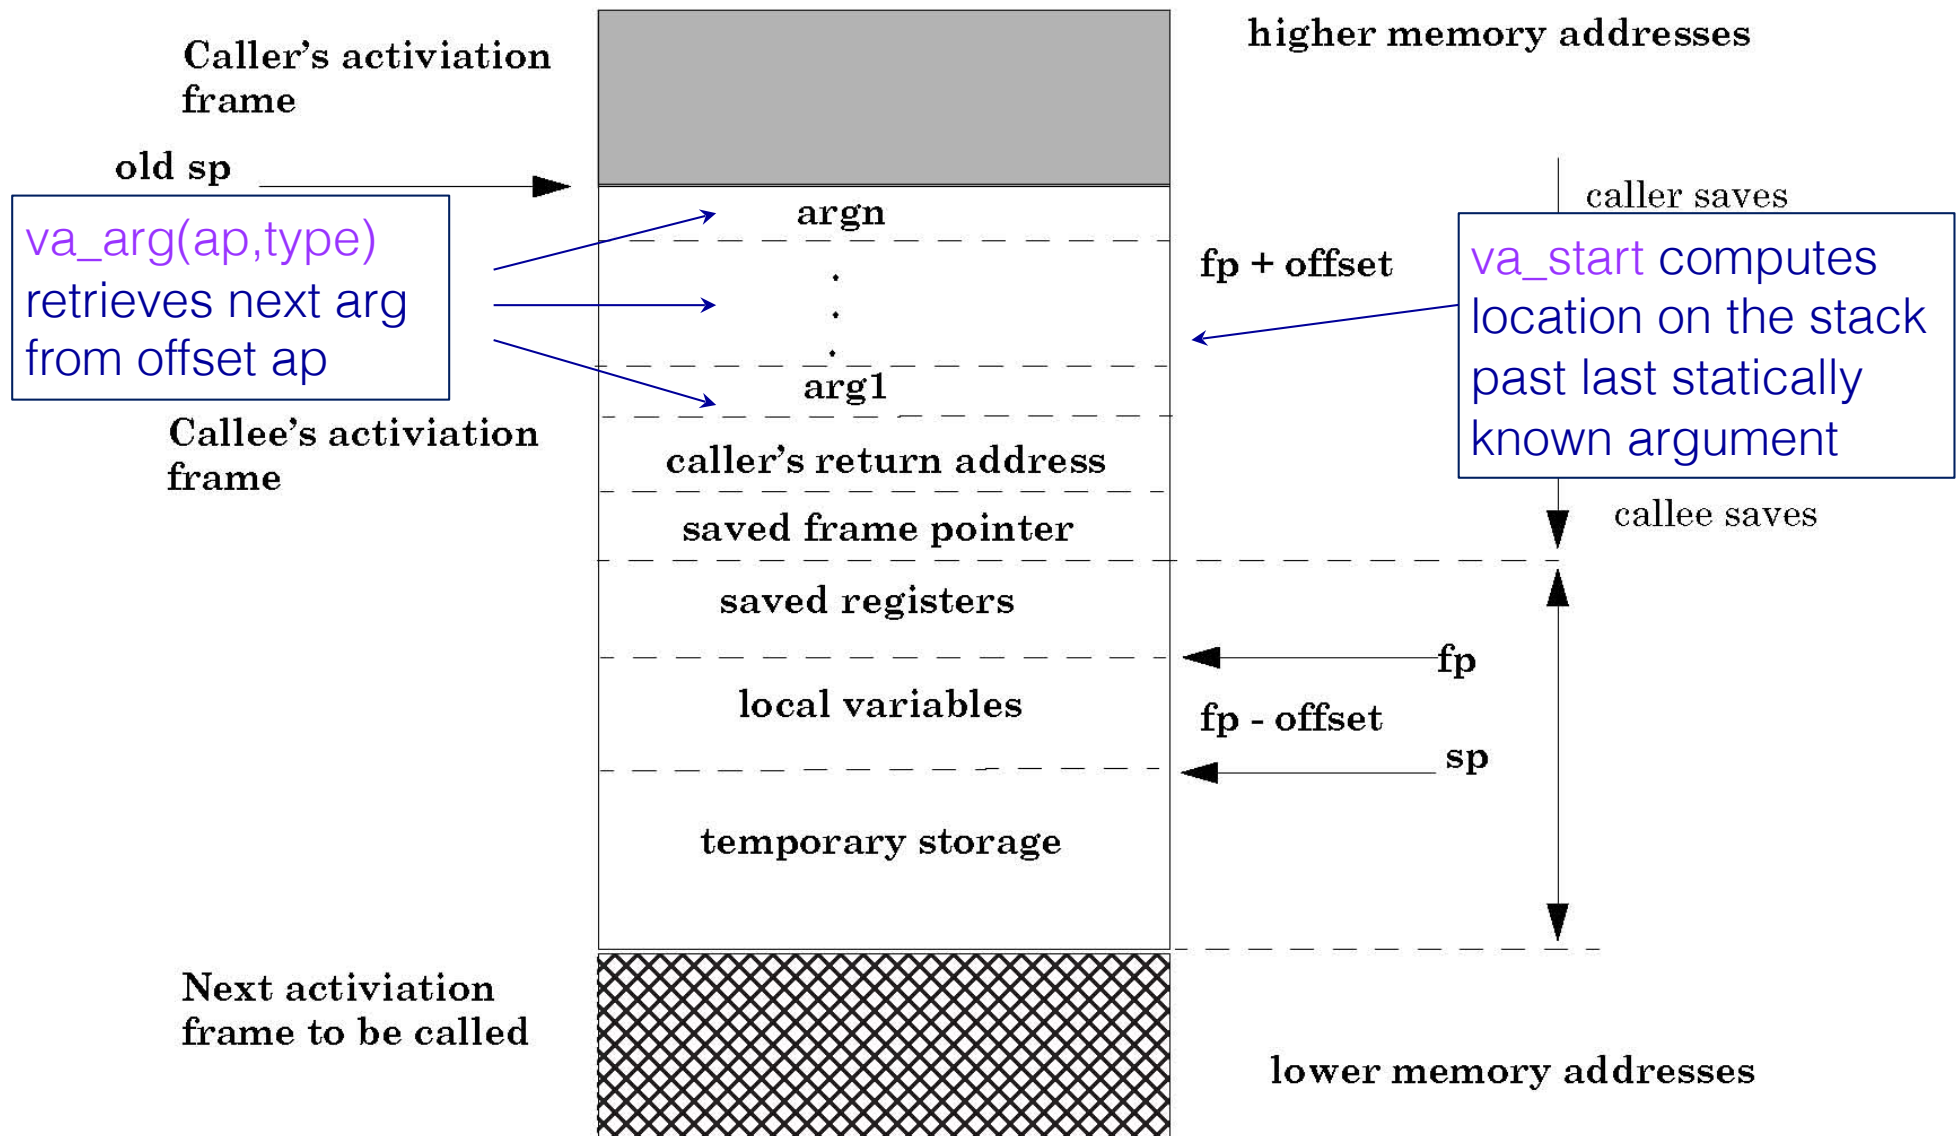 higher memory addresses
Caller's activiation
frame
old sp
caller saves
va_arg(ap,type)
retrieves next arg
from offset ap
argn
.
.
.
arg1
fp + offset
va_start computes
location on the stack
past last statically
known argument
Callee's activiation
frame
caller's return address
saved frame pointer
callee saves
saved registers
fp
local variables
fp - offset
sp
temporary storage
Next activiation
frame to be called
lower memory addresses